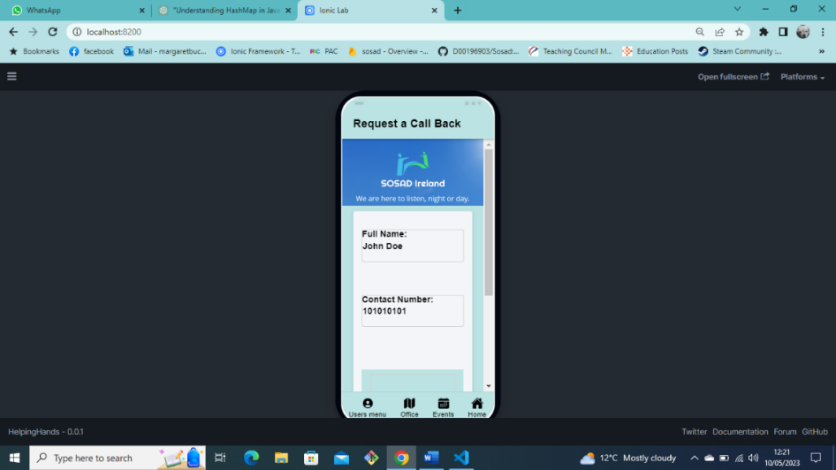 WhatsApp
"Understanding HashMap in Java
Ionic Lab
localhost:8200
Bookmarks
facebook
Mail - margaretbuc...
Ionic Framework - T...
PAC
sosad - Overview -...
D00196903/Sosad:...
Teaching Council M...
Education Posts
Steam Community :...
»
Open fullscreen
Platforms
Request a Call Back
SOSAD Ireland
We are here to listen, night or day.
Full Name:
John Doe
Contact Number:
101010101
Users menu
Office
Events
Home
HelpingHands - 0.0.1
Twitter Documentation Forum GitHub
Type here to search
12°C Mostly cloudy
12:21
10/05/2023